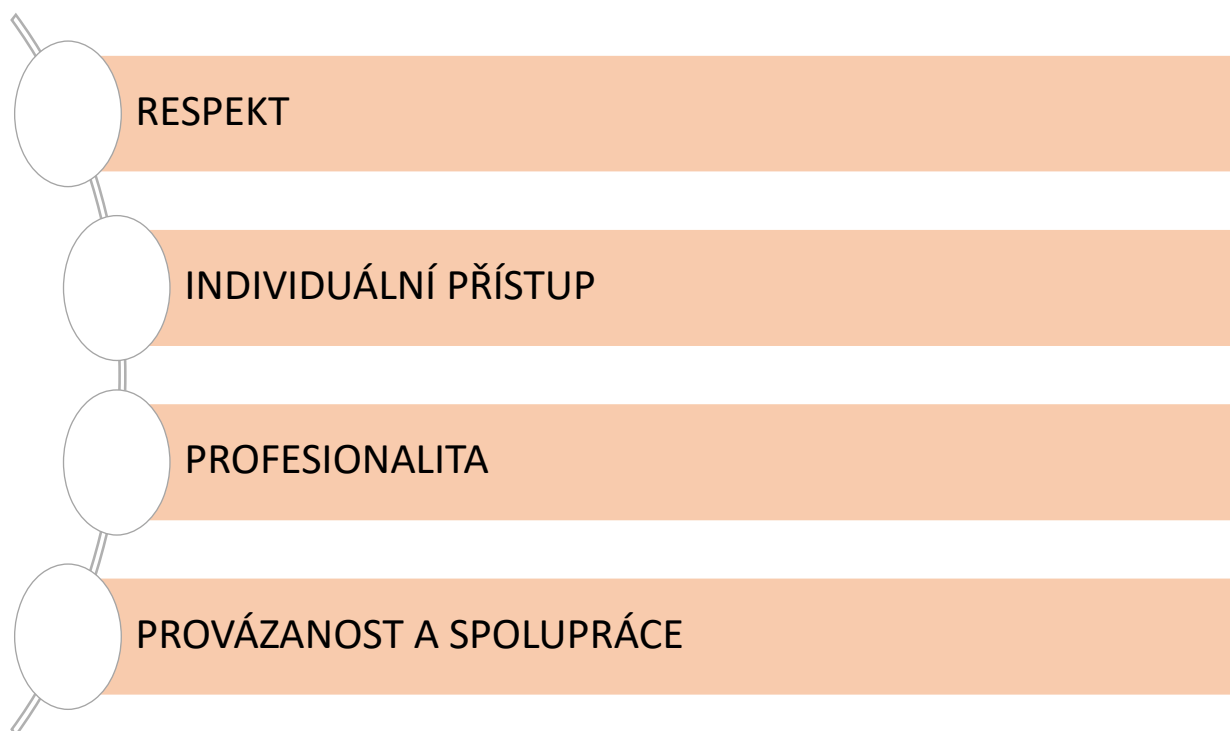 RESPEKT
INDIVIDUÁLNÍ PŘÍSTUP
PROFESIONALITA
PROVÁZANOST A SPOLUPRÁCE